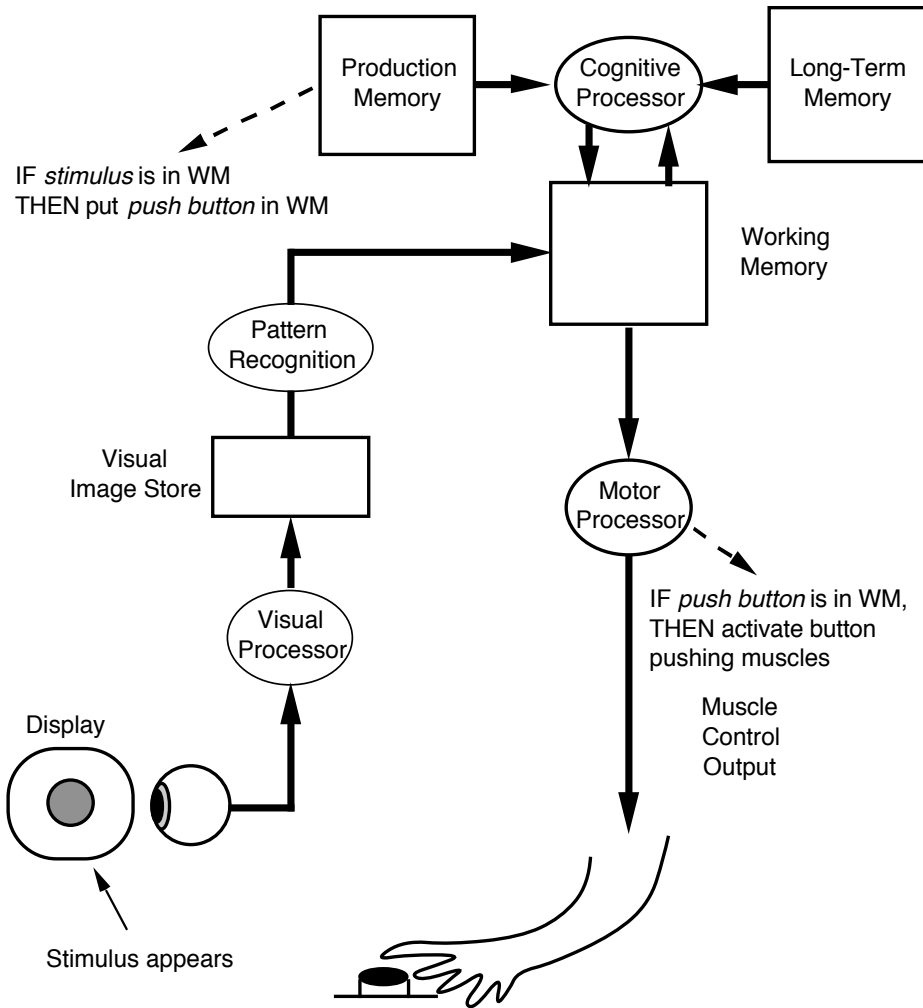 Production
Memory
Cognitive
Processor
Long-Term
Memory
IF stimulus is in WM
THEN put push button in WM
Working
Memory
Pattern
Recognition
Visual
Image Store
Motor
Processor
Visual
Processor
IF push button is in WM,
THEN activate button
pushing muscles
Muscle
Control
Output
Display
Stimulus appears